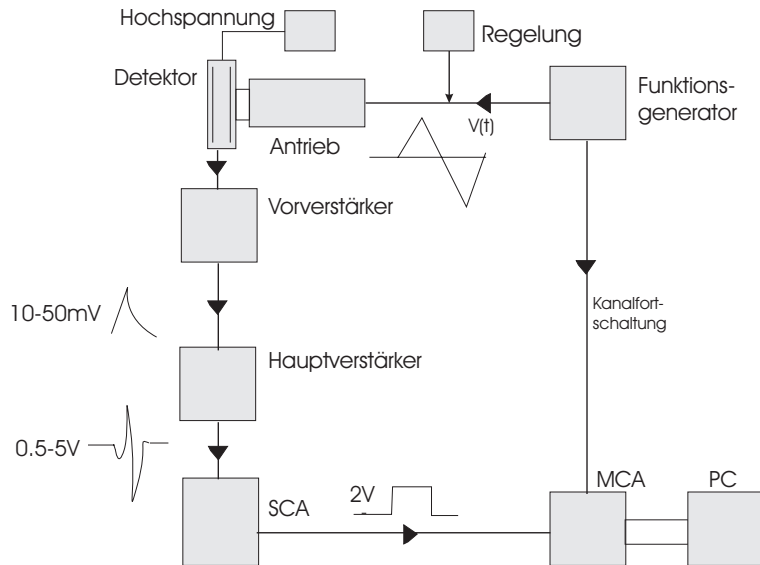 Hochspannung
Regelung
Detektor
Funktions-
generator
V(t)
Antrieb
Vorverstärker
10-50mV
Kanalfort-
schaltung
Hauptverstärker
0.5-5V
SCA
2V
MCA
PC